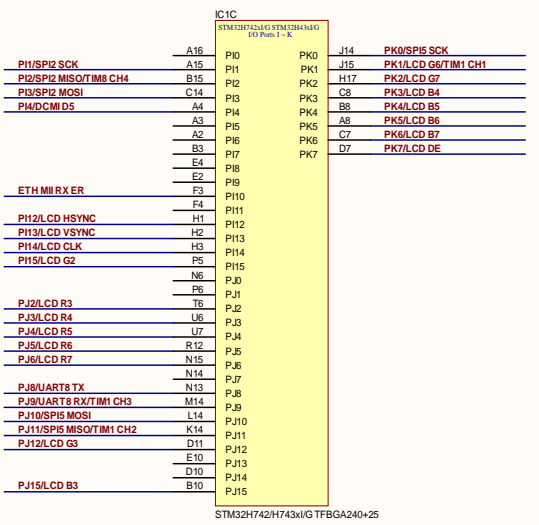 IC1C
STM32H742xI/G STM32H43xI/G
I/O Ports I ~ K
A16 PI0 PK0 J14 PK0/SPI5 SCK
PI1/SPI2 SCK A15 PI1 PK1 J15 PK1/LCD G6/TIM1 CH1
PI2/SPI2 MISO/TIM8 CH4 B15 PI2 PK2 H17 PK2/LCD G7
PI3/SPI2 MOSI C14 PI3 PK3 C8 PK3/LCD B4
PI4/DCMI D5 A4 PI4 PK4 B8 PK4/LCD B5
A3 PI5 PK5 A8 PK5/LCD B6
A2 PI6 PK6 C7 PK6/LCD B7
B3 PI7 PK7 D7 PK7/LCD DE
E4 PI8
E2 PI9
ETH MII RX ER F3 PI10
F4 PI11
PI12/LCD HSYNC H1 PI12
PI13/LCD VSYNC H2 PI13
PI14/LCD CLK H3 PI14
PI15/LCD G2 P5 PI15
N6 PJ0
P6 PJ1
PJ2/LCD R3 T6 PJ2
PJ3/LCD R4 U6 PJ3
PJ4/LCD R5 U7 PJ4
PJ5/LCD R6 R12 PJ5
PJ6/LCD R7 N15 PJ6
N14 PJ7
PJ8/UART8 TX N13 PJ8
PJ9/UART8 RX/TIM1 CH3 M14 PJ9
PJ10/SPI5 MOSI L14 PJ10
PJ11/SPI5 MISO/TIM1 CH2 K14 PJ11
PJ12/LCD G3 D11 PJ12
E10 PJ13
D10 PJ14
PJ15/LCD B3 B10 PJ15
STM32H742/H743xI/G TFBGA240+25